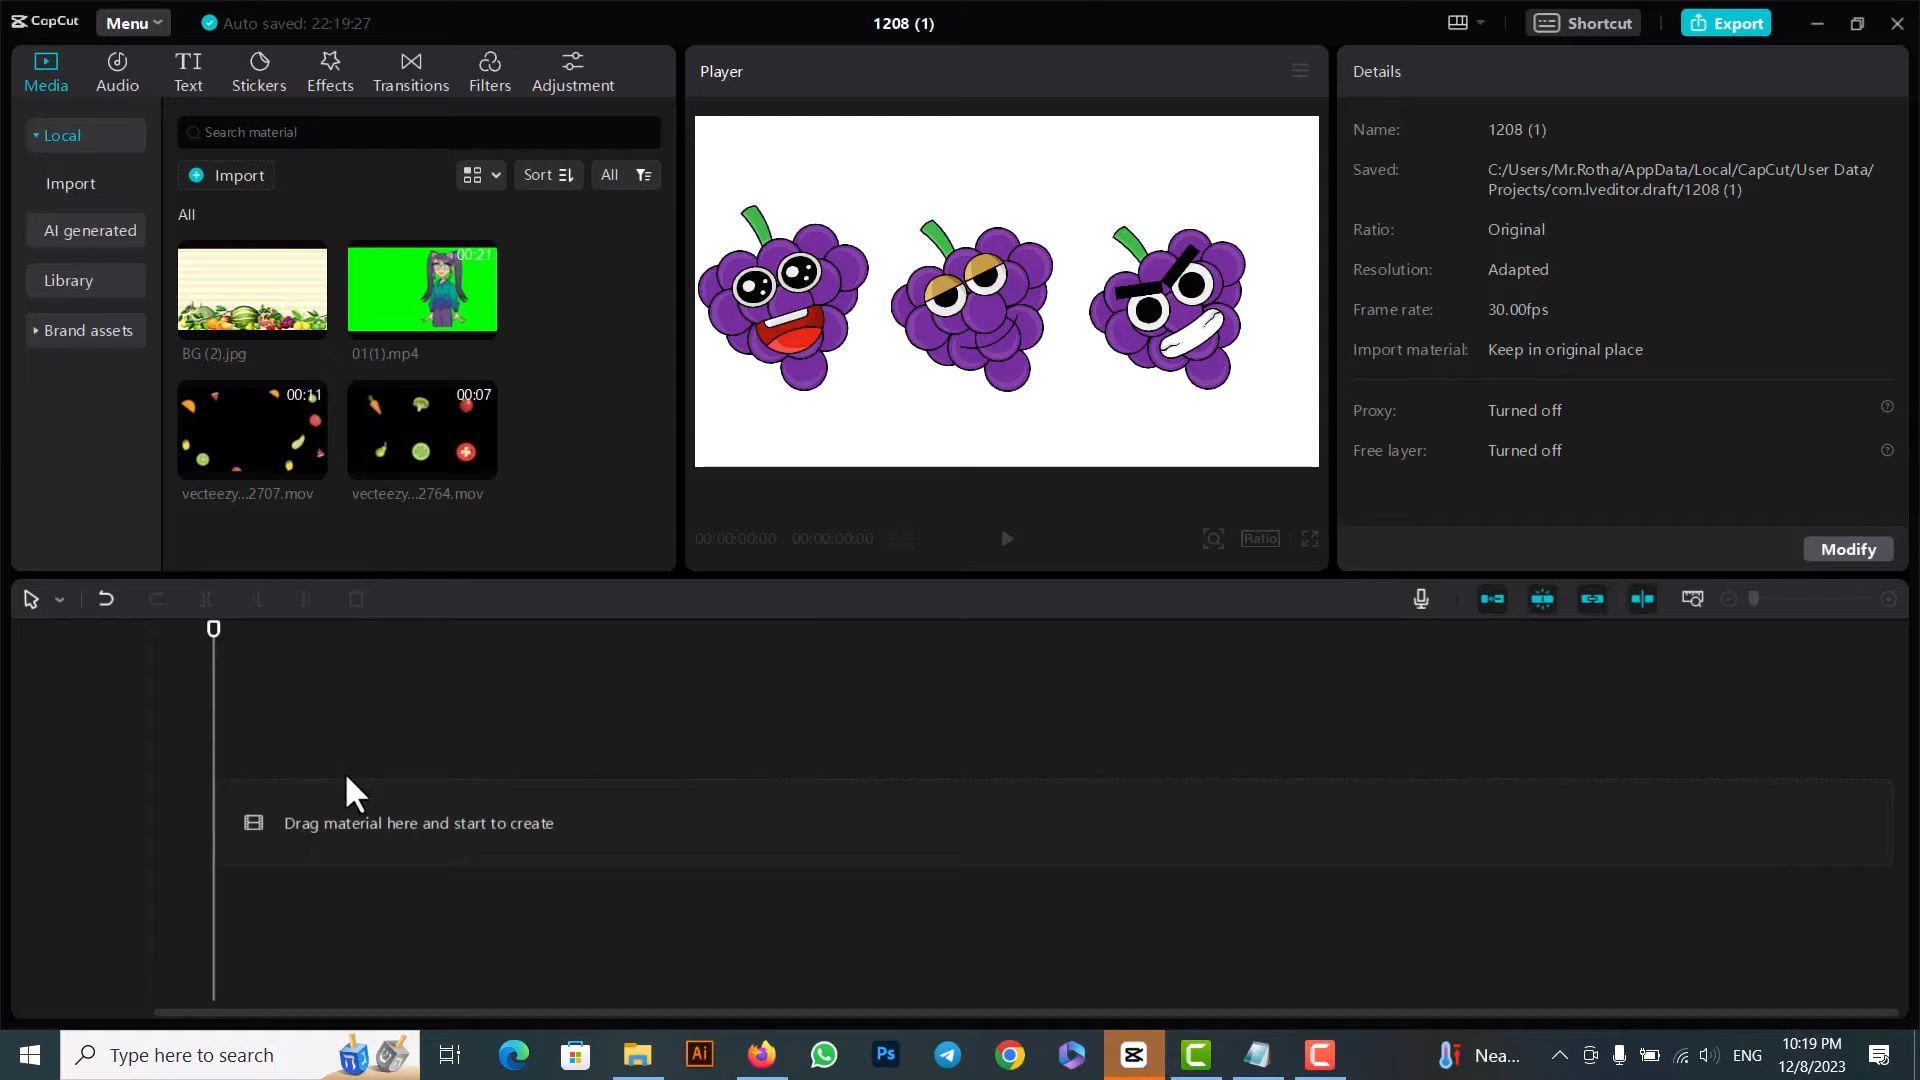 CapCut
Menu
Auto saved: 22:19:27
1208 (1)
Shortcut
Export
Media
Audio
TI
Text
Stickers
Effects
Transitions
Filters
Adjustment
Player
Details
Local
Import
AI generated
Library
Brand assets
Search material
Import
Sort
All
All
00:21
BG (2).jpg
01(1).mp4
00:11
00:07
vecteezy...2707.mov
vecteezy...2764.mov
00:00:00:00
00:00:00:00
Ratio
Name:
1208 (1)
Saved:
C:/Users/Mr.Rotha/AppData/Local/CapCut/User Data/
Projects/com.lveditor.draft/1208 (1)
Ratio:
Original
Resolution:
Adapted
Frame rate:
30.00fps
Import material:
Keep in original place
Proxy:
Turned off
Free layer:
Turned off
Modify
Drag material here and start to create
Type here to search
Ai
Ps
Nea...
ENG
10:19 PM
12/8/2023